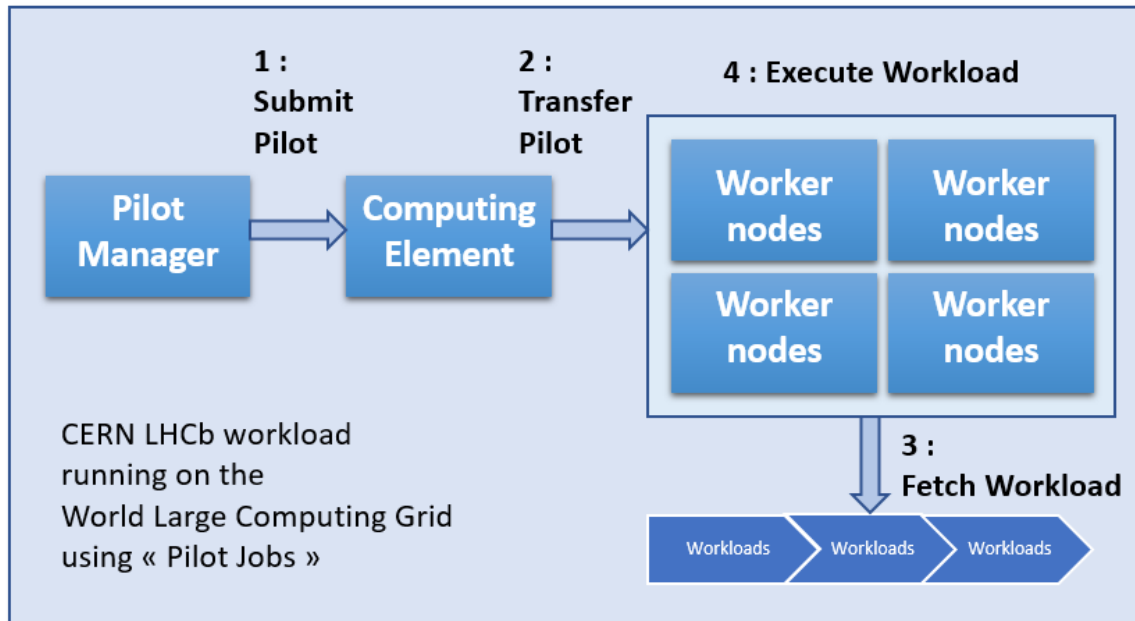 1 :
Submit
Pilot
2 :
Transfer
Pilot
4 : Execute Workload
Pilot
Manager
Computing
Element
Worker
nodes
Worker
nodes
Worker
nodes
Worker
nodes
CERN LHCb workload
running on the
World Large Computing Grid
using « Pilot Jobs »
3 :
Fetch Workload
Workloads
Workloads
Workloads